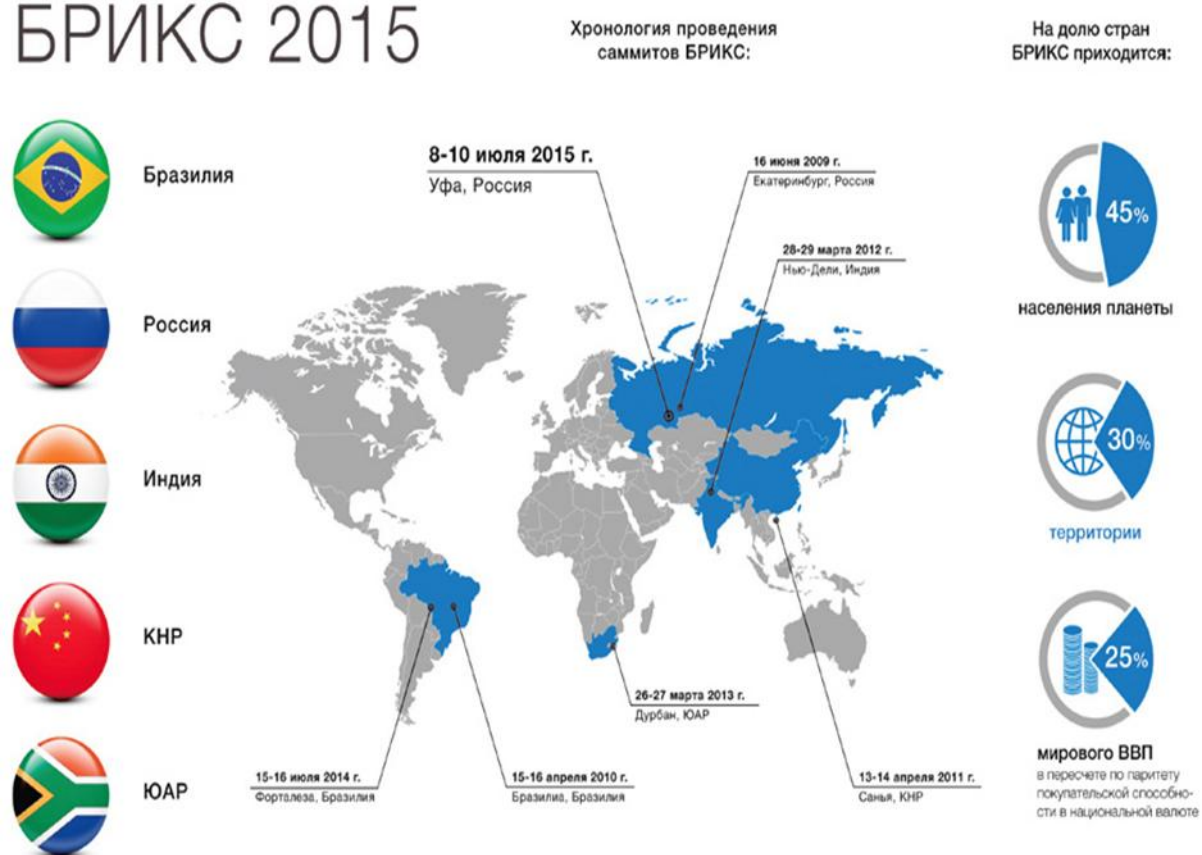 БРИКС 2015
Хронология проведения
саммитов БРИКС:
На долю стран
БРИКС приходится:
Бразилия
Россия
Индия
КНР
ЮАР
8-10 июля 2015 г.
Уфа, Россия
16 июня 2009 г.
Екатеринбург, Россия
28-29 марта 2012 г.
Нью-Дели, Индия
26-27 марта 2013 г.
Дурбан, ЮАР
15-16 июля 2014 г.
Форталеза, Бразилия
15-16 апреля 2010 г.
Бразилиа, Бразилия
13-14 апреля 2011 г.
Санья, КНР
45%
населения планеты
30%
территории
25%
мирового ВВП
в пересчете по паритету
покупательской способно-
сти в национальной валюте